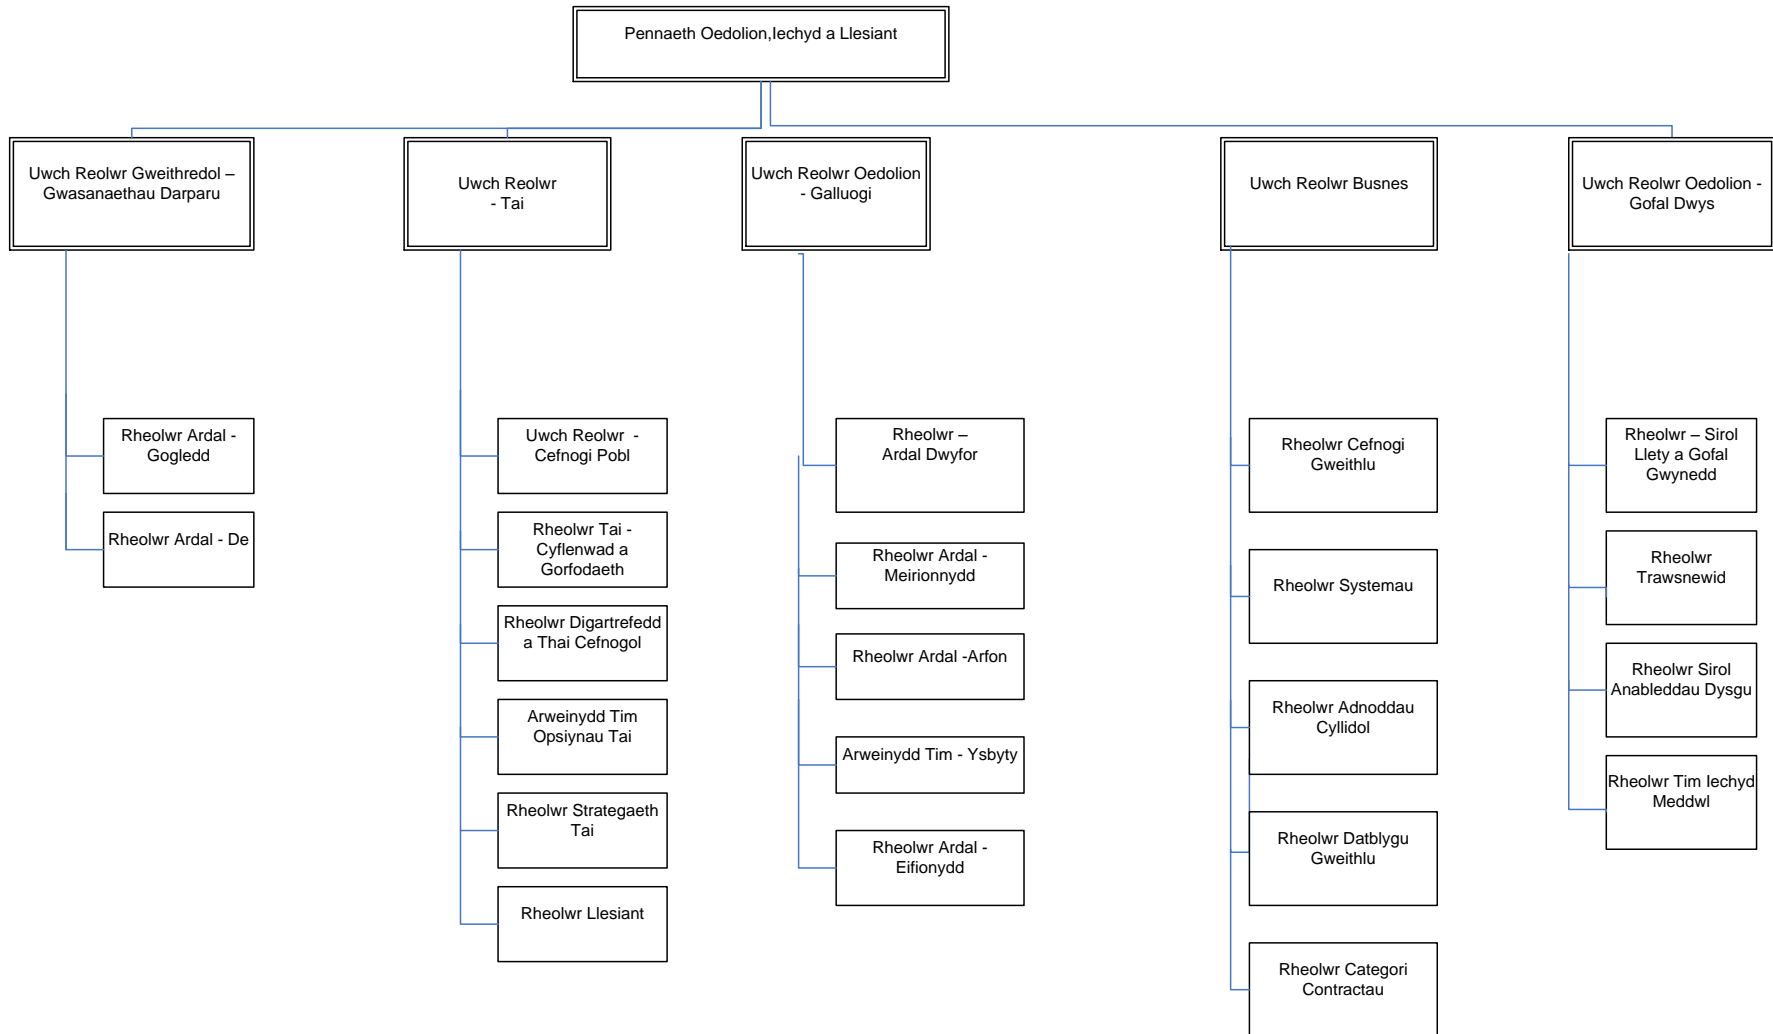 Pennaeth Oedolion,Iechyd a Llesiant
Uwch Reolwr Gweithredol –
Gwasanaethau Darparu
Uwch Reolwr
- Tai
Uwch Reolwr Oedolion
- Galluogi
Uwch Reolwr Busnes
Uwch Reolwr Oedolion -
Gofal Dwys
Rheolwr Ardal -
Gogledd
Rheolwr Ardal - De
Uwch Reolwr  -
Cefnogi Pobl
Rheolwr Tai -
Cyflenwad a
Gorfodaeth
Rheolwr Digartrefedd
a Thai Cefnogol
Arweinydd Tim
Opsiynau Tai
Rheolwr Strategaeth
Tai
Rheolwr Llesiant
Rheolwr –
Ardal Dwyfor
Rheolwr Ardal -
Meirionnydd
Rheolwr Ardal -Arfon
Arweinydd Tim - Ysbyty
Rheolwr Ardal -
Eifionydd
Rheolwr Cefnogi
Gweithlu
Rheolwr Systemau
Rheolwr Adnoddau
Cyllidol
Rheolwr Datblygu
Gweithlu
Rheolwr Categori
Contractau
Rheolwr – Sirol
Llety a Gofal
Gwynedd
Rheolwr
Trawsnewid
Rheolwr Sirol
Anableddau Dysgu
Rheolwr Tim Iechyd
Meddwl